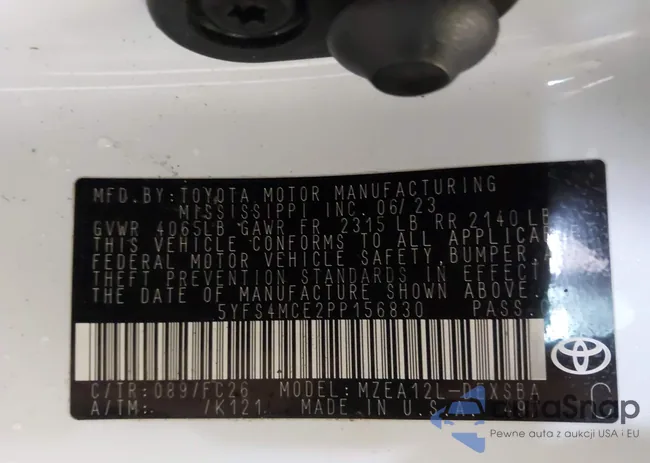 MFD.BY:TOYOTA MOTOR MANUFACTURING
MISSISSIPPI INC. 06/23
GVWR 4065LB GAWR FR 2315 LB RR 2140 LB
THIS VEHICLE CONFORMS TO ALL APPLICABLE
FEDERAL MOTOR VEHICLE SAFETY, BUMPER, A
THEFT PREVENTION STANDARDS IN EFFECT
THE DATE OF MANUFACTURE SHOWN ABOVE.
5YFS4MCE2PP156830 PASS.
C/TR: 089/FC26 MODEL: MZEA12L-
A/TM: /K121 MADE IN U.S.A.
C
AutoSnap
Pewne auta z aukcji USA i EU